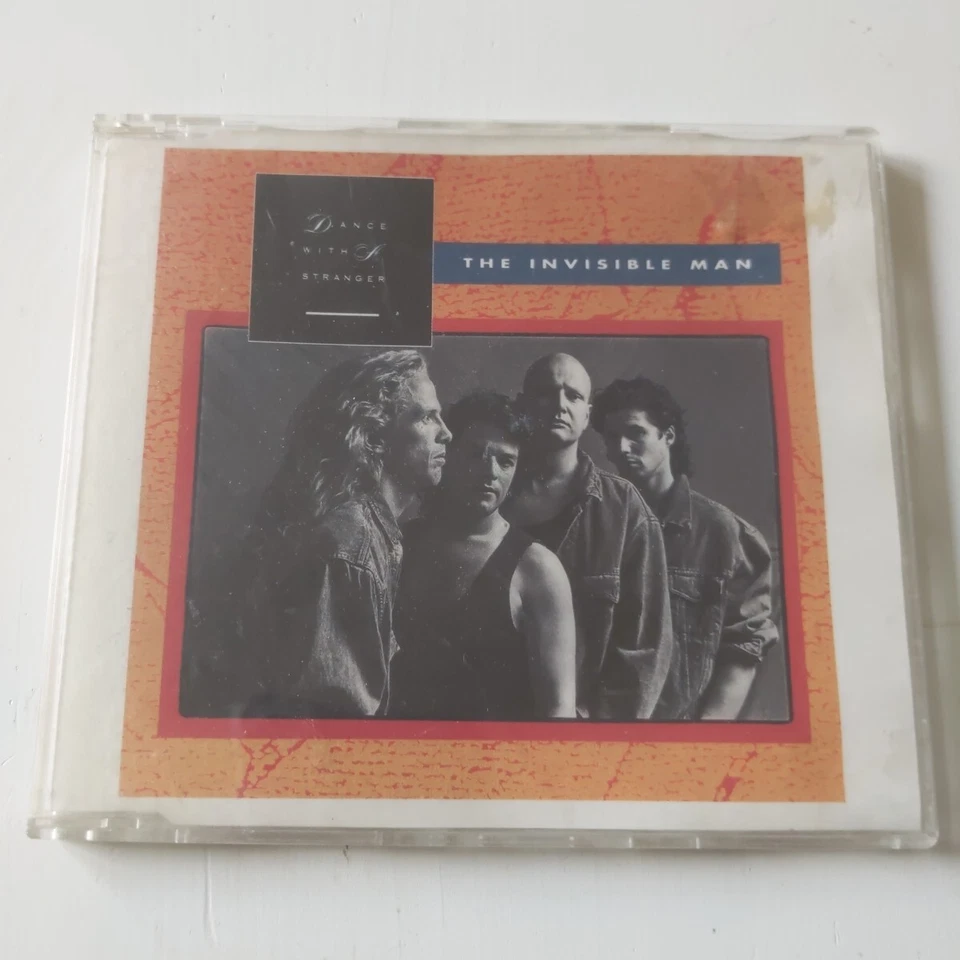 DANCE
WITH A
STRANGER
THE INVISIBLE MAN